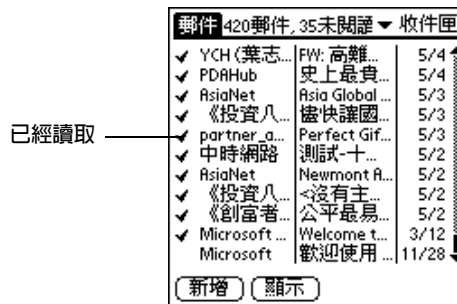 郵件 420郵件, 35未閱讀 收件匣
YCH (葉志... FW: 高難... 5/4
PDAHub 史上最貴... 5/4
AsiaNet Asia Global ... 5/3
《投資八... 儘快讓國... 5/3
已經讀取 partner_a... Perfect Gif... 5/3
中時網路 測試-十... 5/2
AsiaNet Newmont A... 5/2
《投資八... <沒有主... 5/2
《創富者... 公平最易... 5/2
Microsoft ... Welcome t... 3/12
Microsoft 歡迎使用 ... 11/28
新增 顯示